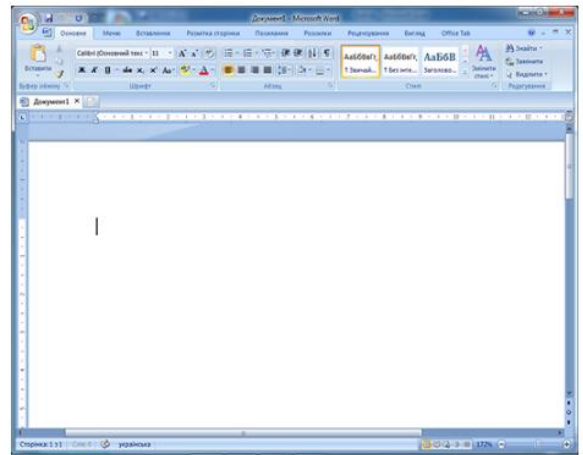 Документ1 - Microsoft Word
Основне Меню Вставлення Розмітка сторінки Посилання Розсилки Рецензування Вигляд Office Tab
Calibri (Основний текс 11
Вставити
АаБбВвГг, АаБбВвГг, АаБбВ
¶ Звичай... ¶ Без інте... Заголово...
Змінити стилі
Знайти
Замінити
Виділити
Буфер обміну Шрифт Абзац Стилі Редагування
Документ1
Сторінка: 1 з 1 українська 172%